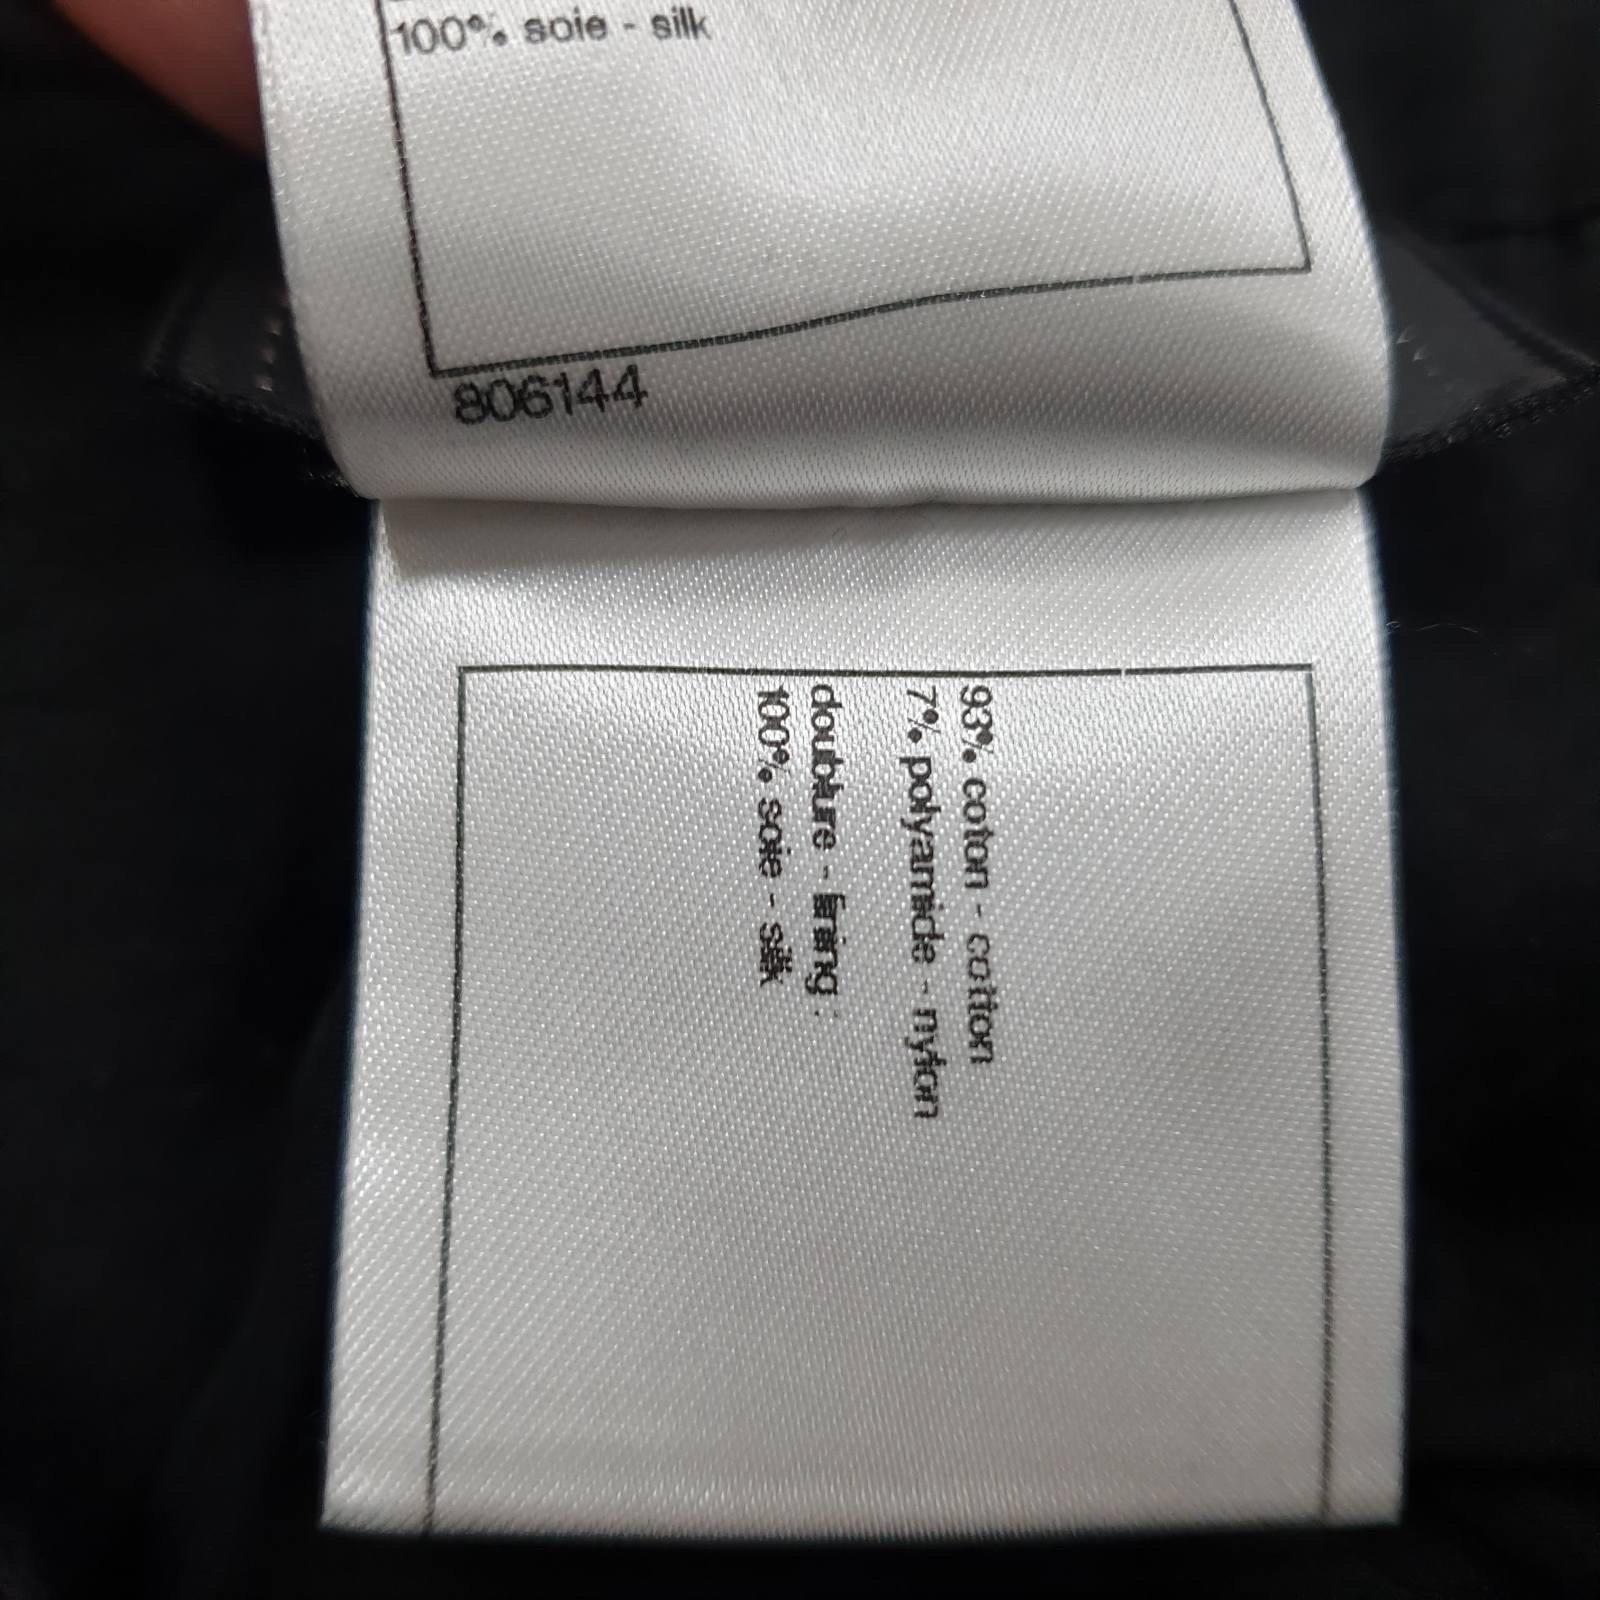 100% soie - silk
806144
93% coton - cotton
7% polyamide - nylon
doublure - lining :
100% soie - silk